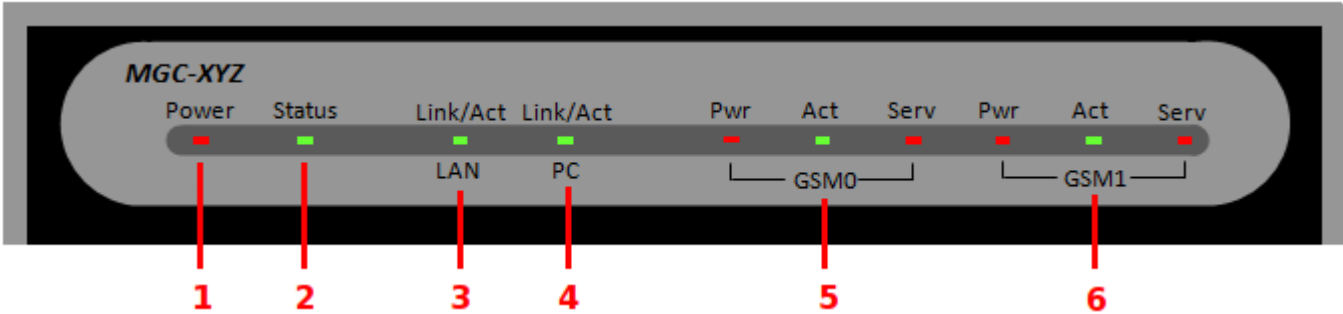 MGC-XYZ
Power Status Link/Act Link/Act Pwr Act Serv Pwr Act Serv
LAN PC GSM0 GSM1
1 2 3 4 5 6